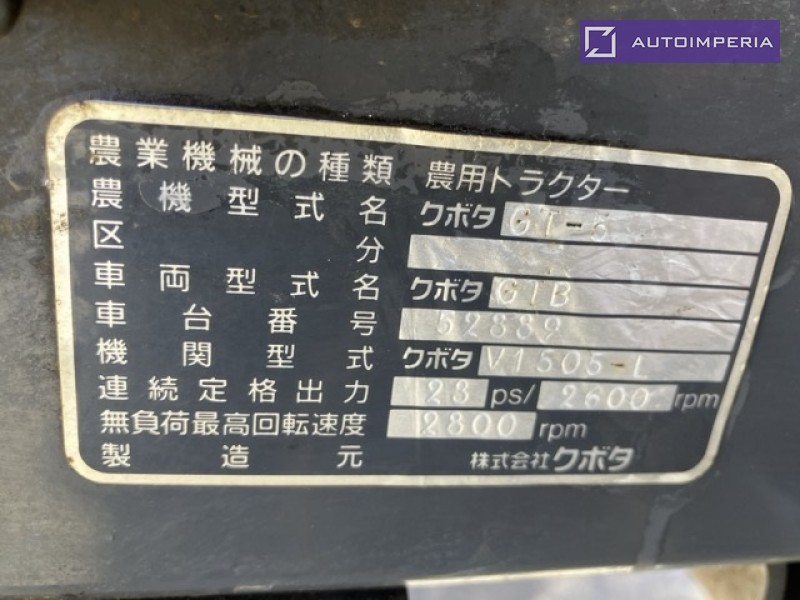 AUTOIMPERIA
農業機械の種類 農用トラクター
農機型式名 クボタ GT-5
区分
車両型式名 クボタ GTB
車台番号 52889
機関型式 クボタ V1505-L
連続定格出力 23 ps/ 2600 rpm
無負荷最高回転速度 2800 rpm
製造元 株式会社クボタ